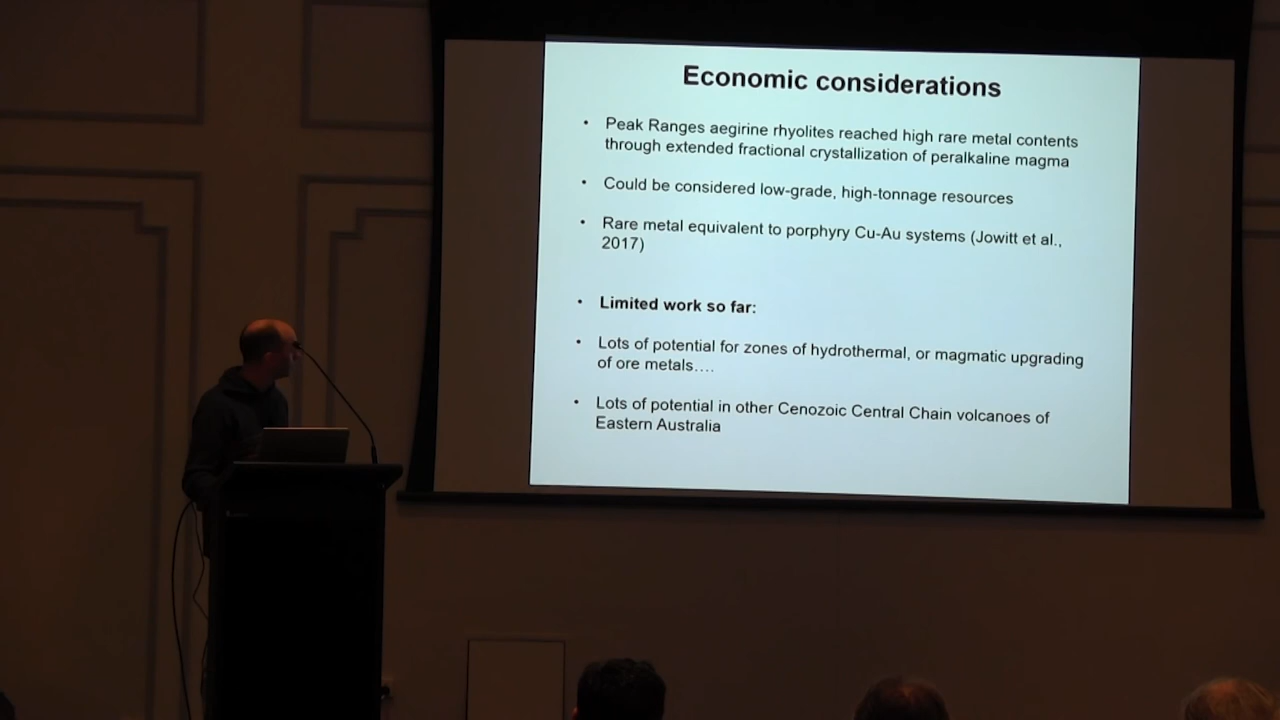 Economic considerations
• Peak Ranges aegirine rhyolites reached high rare metal contents
through extended fractional crystallization of peralkaline magma
• Could be considered low-grade, high-tonnage resources
• Rare metal equivalent to porphyry Cu-Au systems (Jowitt et al.,
2017)
• Limited work so far:
• Lots of potential for zones of hydrothermal, or magmatic upgrading
of ore metals….
• Lots of potential in other Cenozoic Central Chain volcanoes of
Eastern Australia